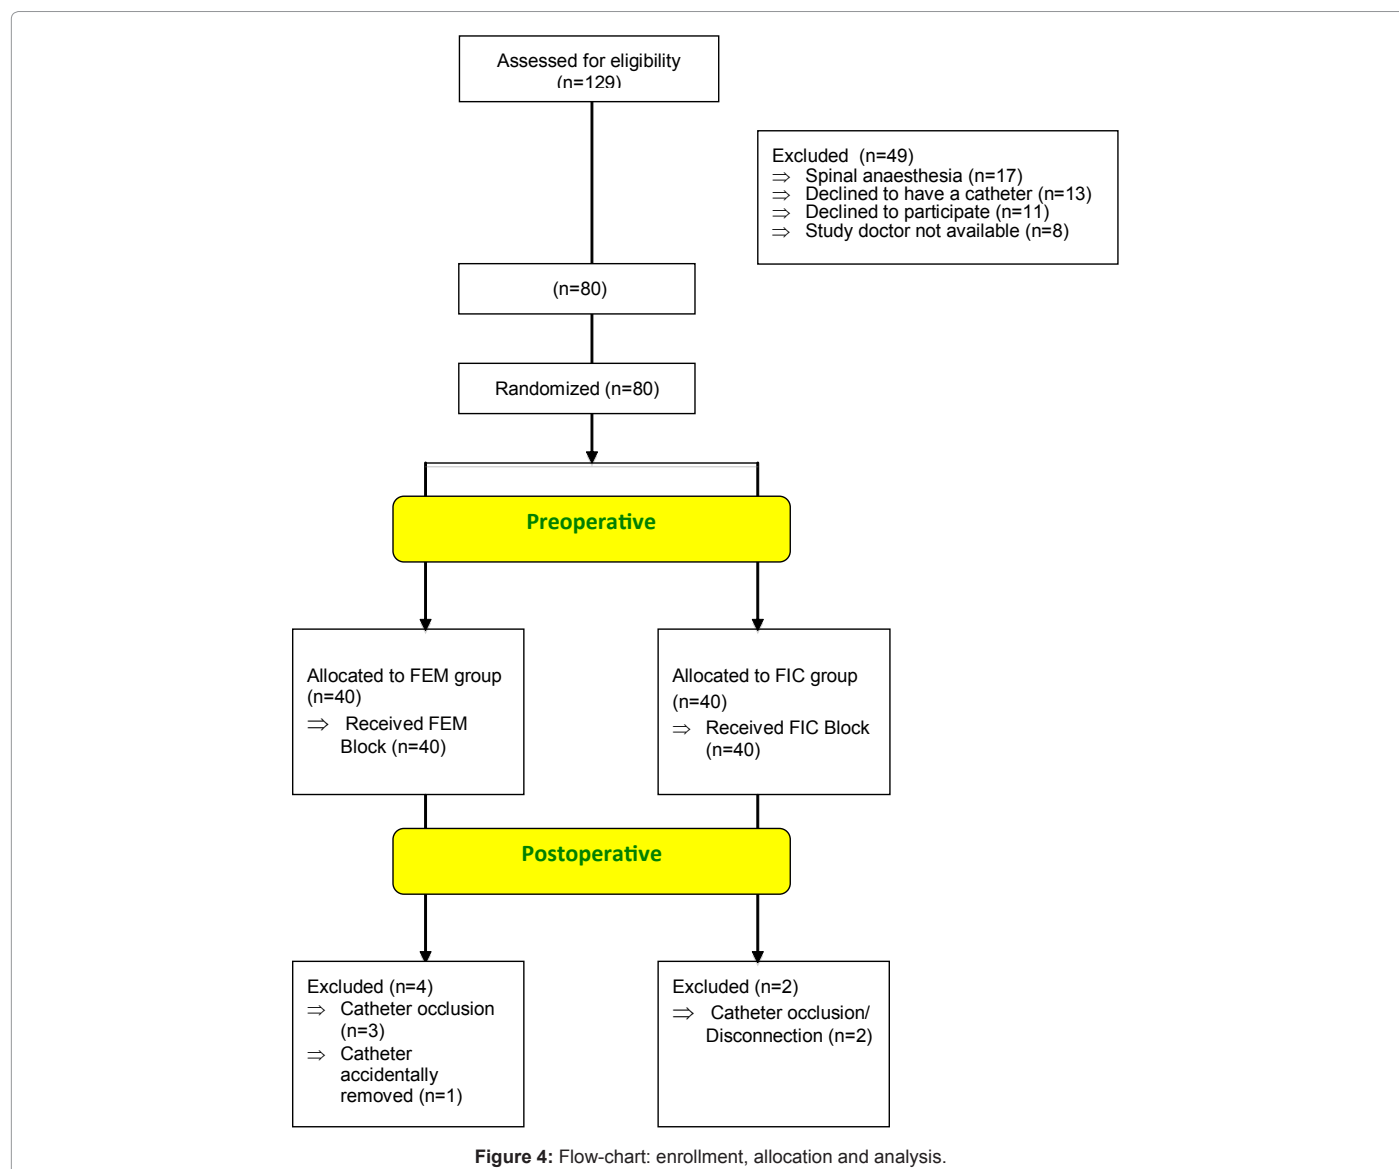 Assessed for eligibility
(n=129)
Excluded (n=49)
⇒ Spinal anaesthesia (n=17)
⇒ Declined to have a catheter (n=13)
⇒ Declined to participate (n=11)
⇒ Study doctor not available (n=8)
(n=80)
Randomized (n=80)
Preoperative
Allocated to FEM group
(n=40)
⇒ Received FEM
Block (n=40)
Allocated to FIC group
(n=40)
⇒ Received FIC Block
(n=40)
Postoperative
Excluded (n=4)
⇒ Catheter occlusion
(n=3)
⇒ Catheter
accidentally
removed (n=1)
Excluded (n=2)
⇒ Catheter occlusion/
Disconnection (n=2)
Figure 4: Flow-chart: enrollment, allocation and analysis.